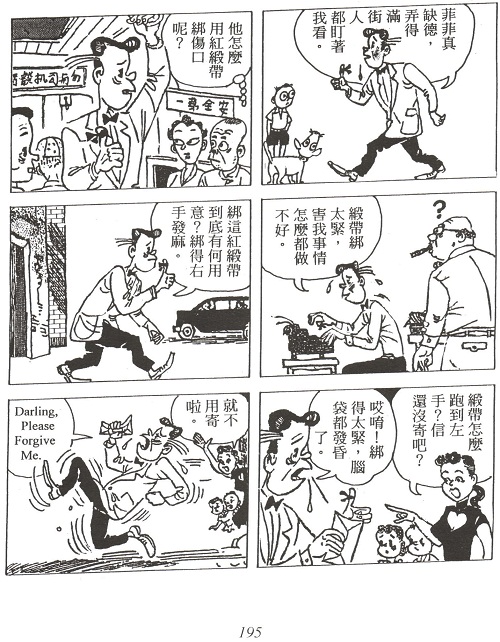 菲菲真
缺德，
弄得
滿
街
人
都盯著
我看。
他怎麼
用紅緞帶
綁傷口
呢？
安全第一
？
緞帶綁
太緊，
害我事情
怎麼都做
不好。
綁這紅緞帶
到底有何用
意？綁得右
手發麻。
緞帶怎麼
跑到左
手？信
還沒寄吧？
哎唷！綁
得太緊，腦
袋都發昏
了。
就不
用寄
啦。
Darling,
Please
Forgive
Me.
195